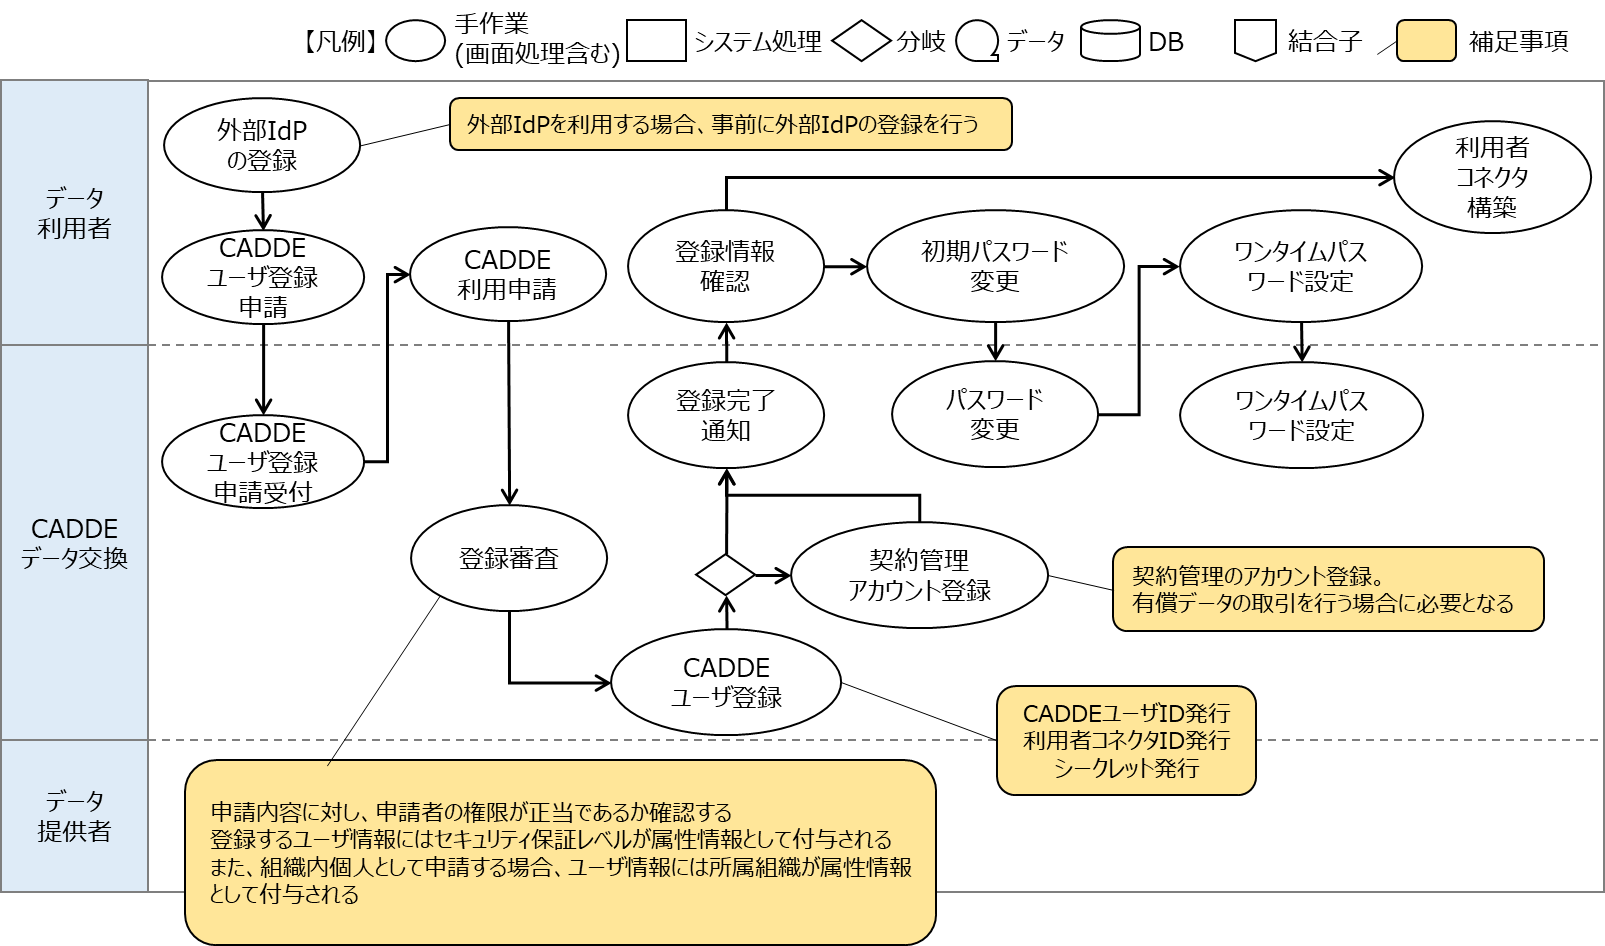 【凡例】
手作業
(画面処理含む)
システム処理
分岐
データ
DB
結合子
補足事項
データ
利用者
外部IdP
の登録
外部IdPを利用する場合、事前に外部IdPの登録を行う
利用者
コネクタ
構築
CADDE
ユーザ登録
申請
CADDE
利用申請
登録情報
確認
初期パスワード
変更
ワンタイムパス
ワード設定
CADDE
データ交換
CADDE
ユーザ登録
申請受付
登録完了
通知
パスワード
変更
ワンタイムパス
ワード設定
登録審査
契約管理
アカウント登録
契約管理のアカウント登録。
有償データの取引を行う場合に必要となる
CADDE
ユーザ登録
CADDEユーザID発行
利用者コネクタID発行
シークレット発行
データ
提供者
申請内容に対し、申請者の権限が正当であるか確認する
登録するユーザ情報にはセキュリティ保証レベルが属性情報として付与される
また、組織内個人として申請する場合、ユーザ情報には所属組織が属性情報
として付与される